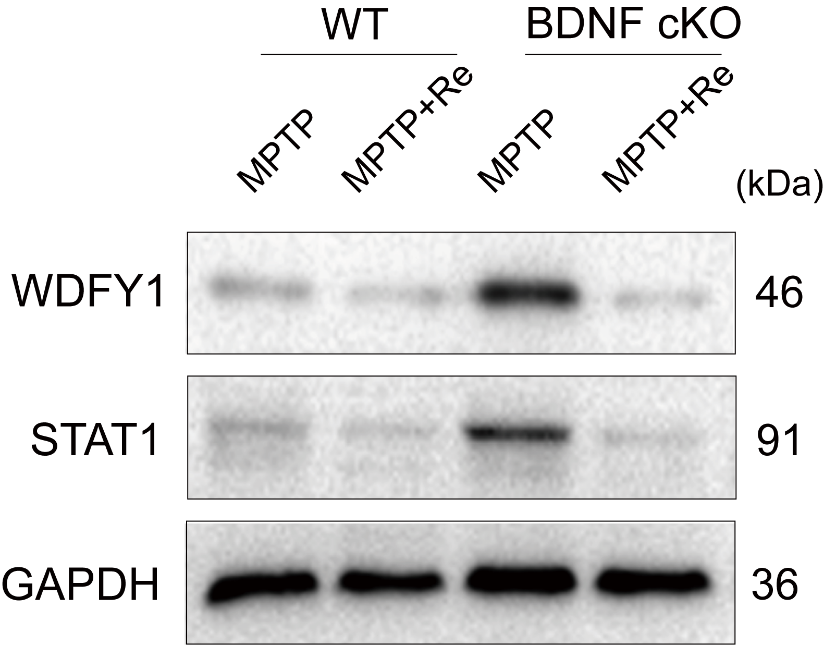 WT BDNF cKO
MPTP MPTP+Re MPTP MPTP+Re
(kDa)
WDFY1 46
STAT1 91
GAPDH 36